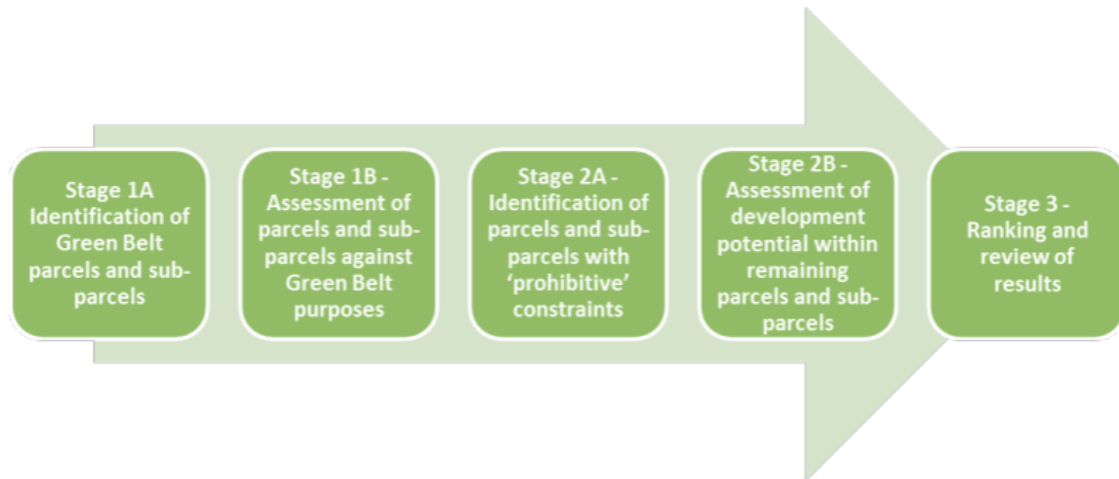 Stage 1A
Identification of
Green Belt
parcels and sub-
parcels
Stage 1B -
Assessment of
parcels and sub-
parcels against
Green Belt
purposes
Stage 2A -
Identification of
parcels and sub-
parcels with
‘prohibitive’
constraints
Stage 2B -
Assessment of
development
potential within
remaining
parcels and sub-
parcels
Stage 3 -
Ranking and
review of
results